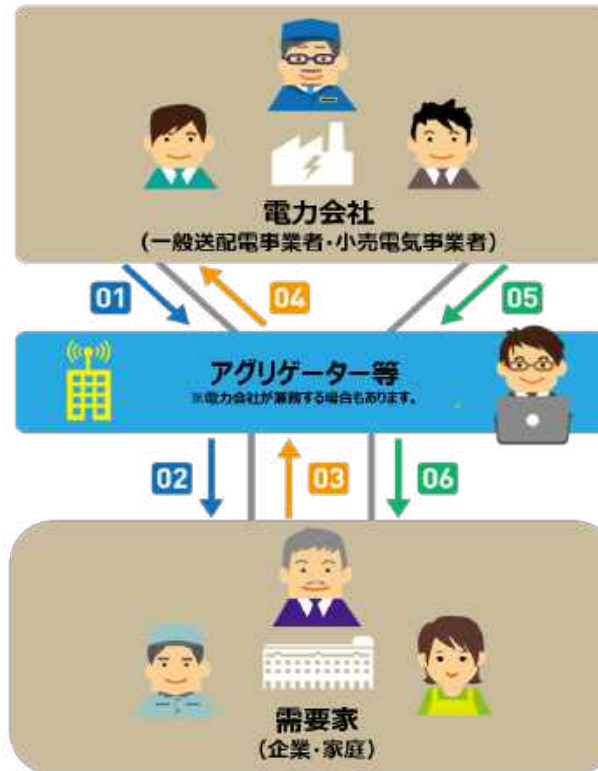 電力会社
(一般送配電事業者・小売電気事業者)
01
04
05
アグリゲーター等
※電力会社が兼務する場合もあります。
02
03
06
需要家
(企業・家庭)